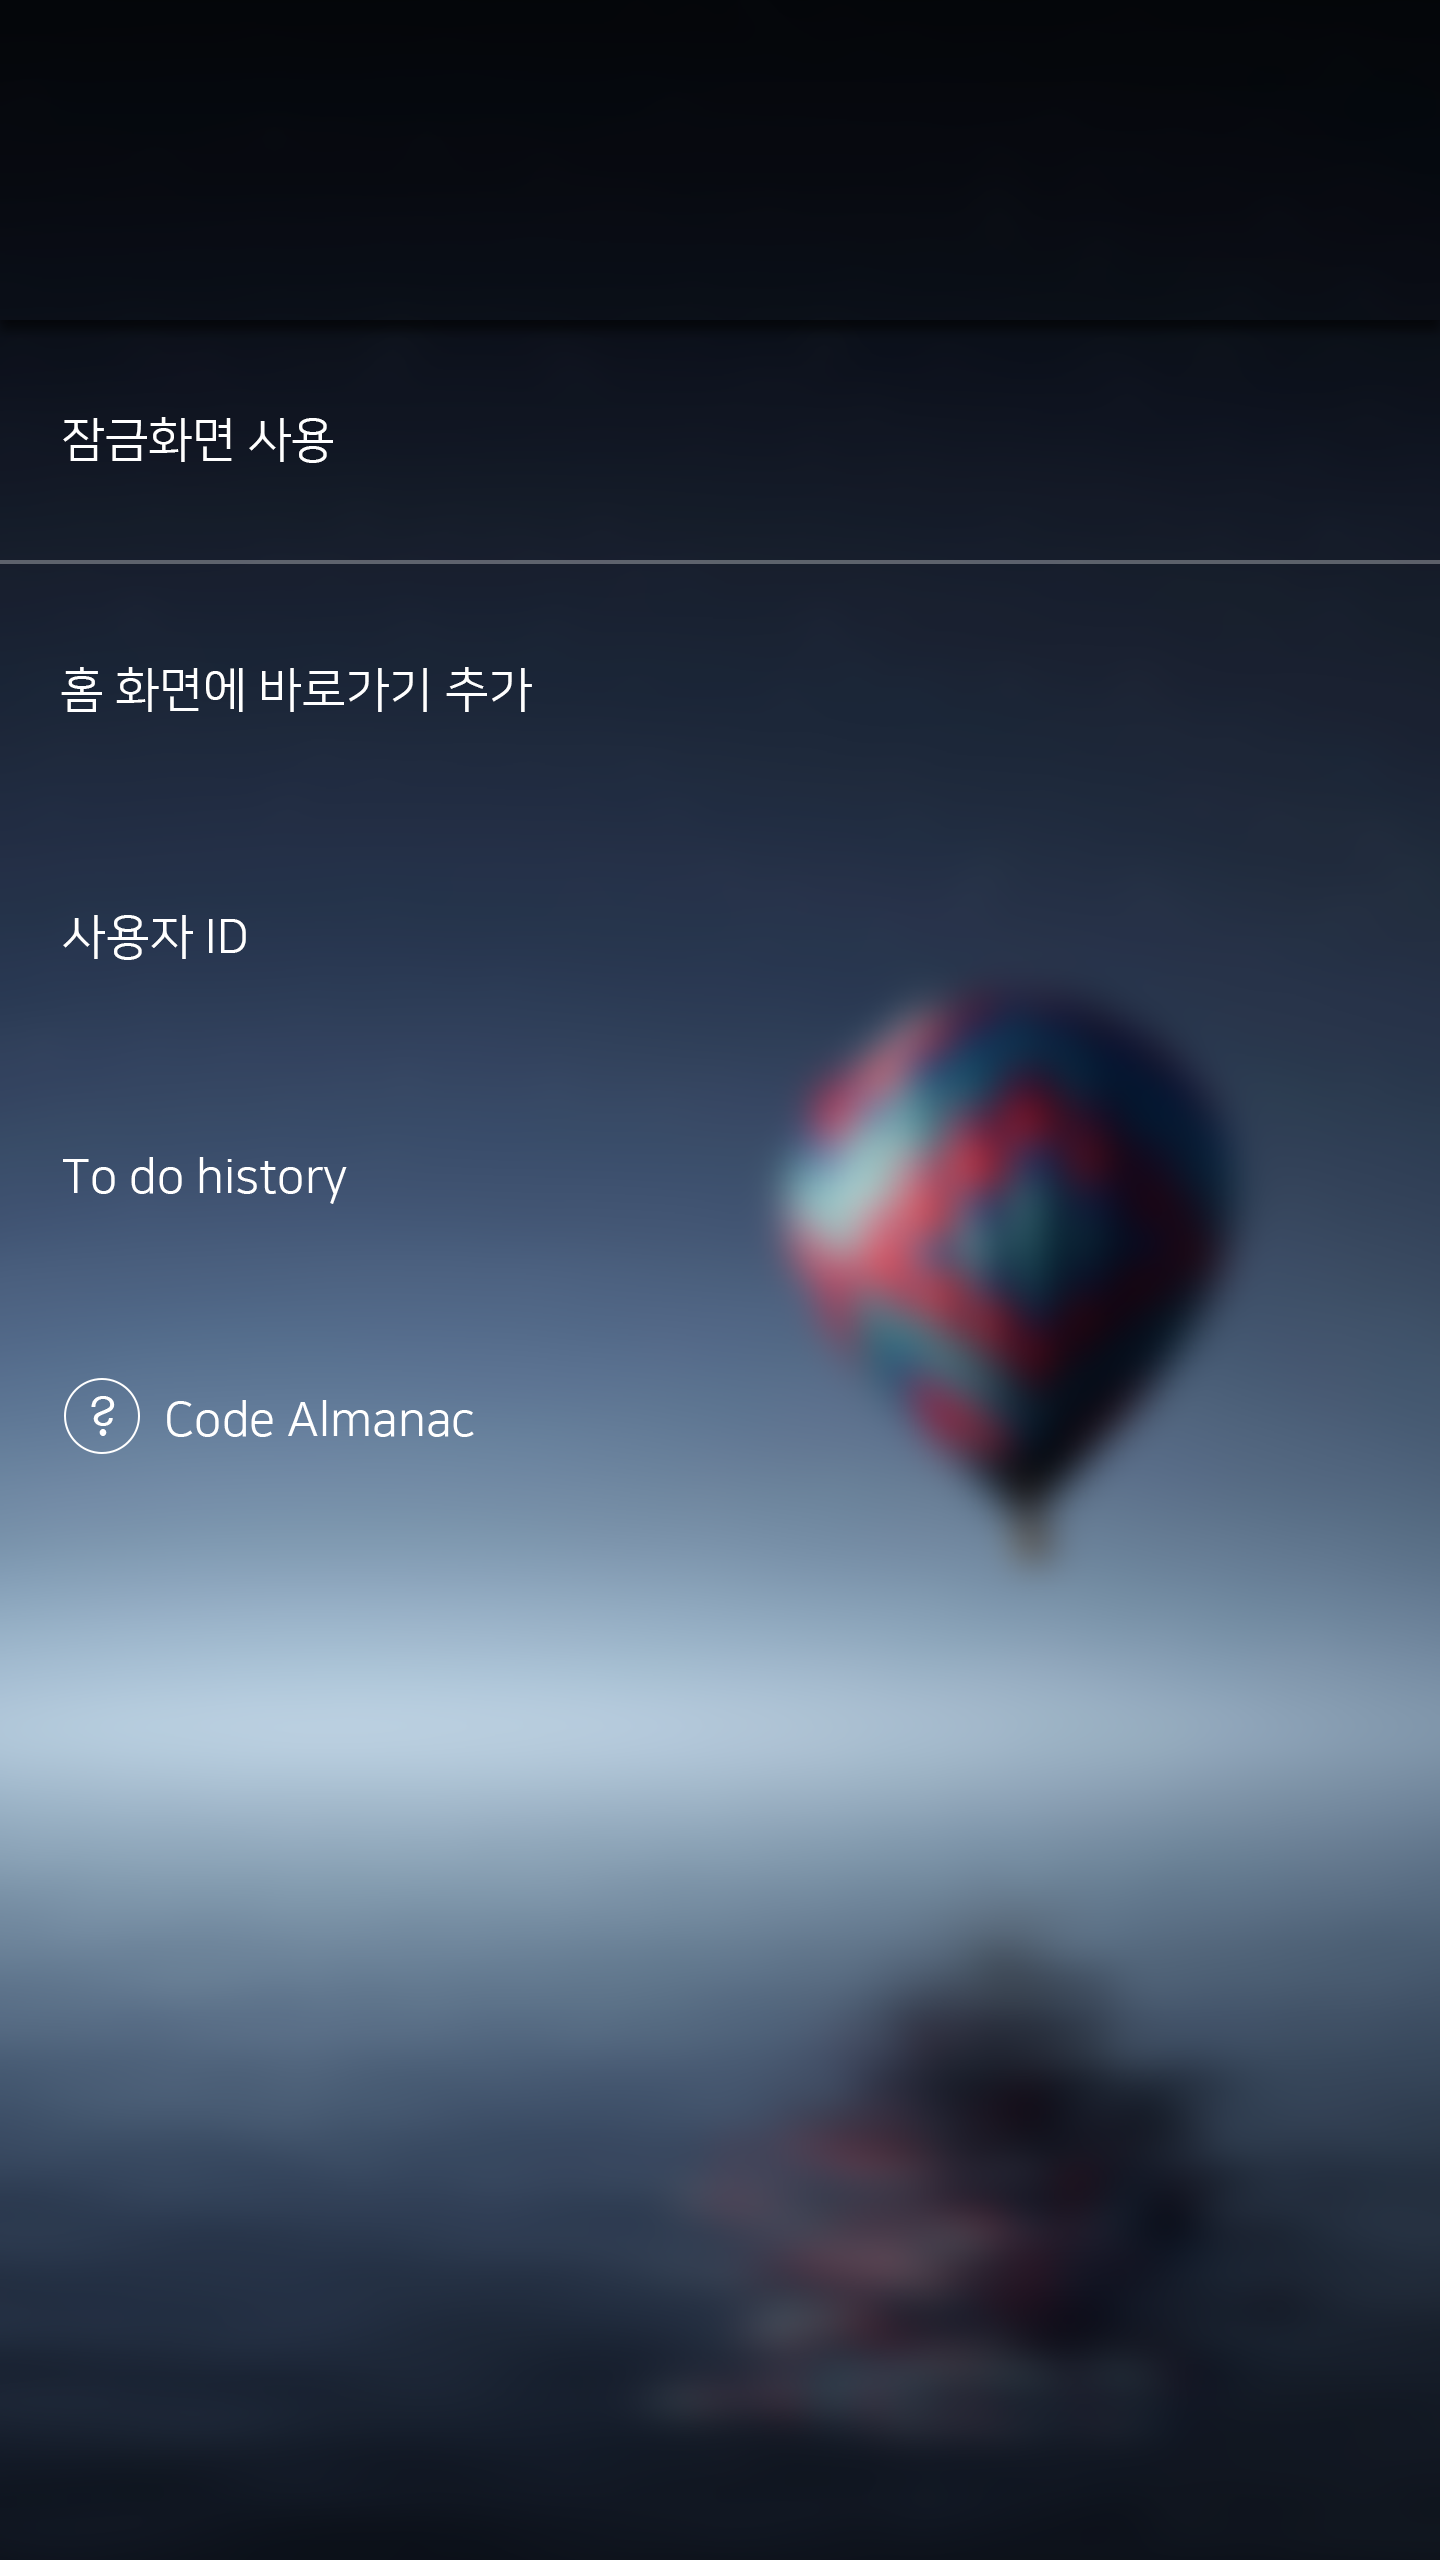 잠금화면 사용
홈 화면에 바로가기 추가
사용자 ID
To do history
? Code Almanac